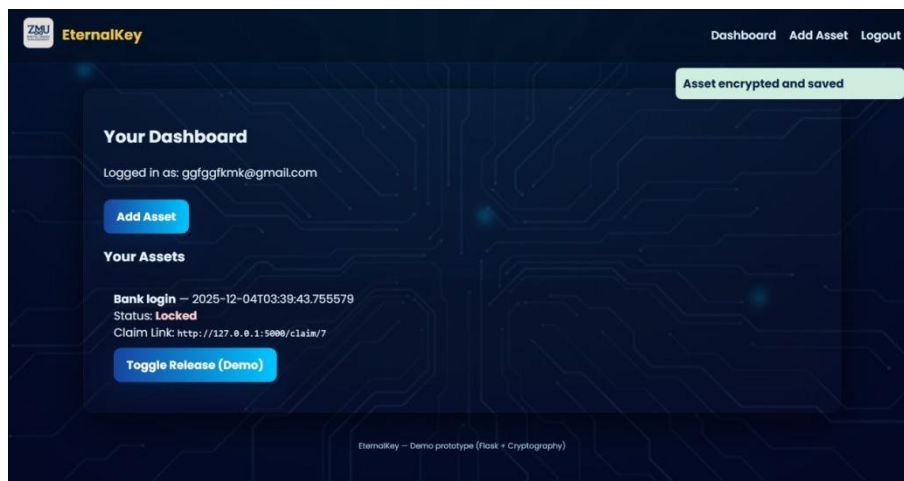 ZMU
EternalKey
Dashboard Add Asset Logout
Asset encrypted and saved
Your Dashboard
Logged in as: ggfggfkmk@gmail.com
Add Asset
Your Assets
Bank login — 2025-12-04T03:39:43.755579
Status: Locked
Claim Link: http://127.0.0.1:5000/claim/7
Toggle Release (Demo)
EternalKey — Demo prototype (Flask + Cryptography)